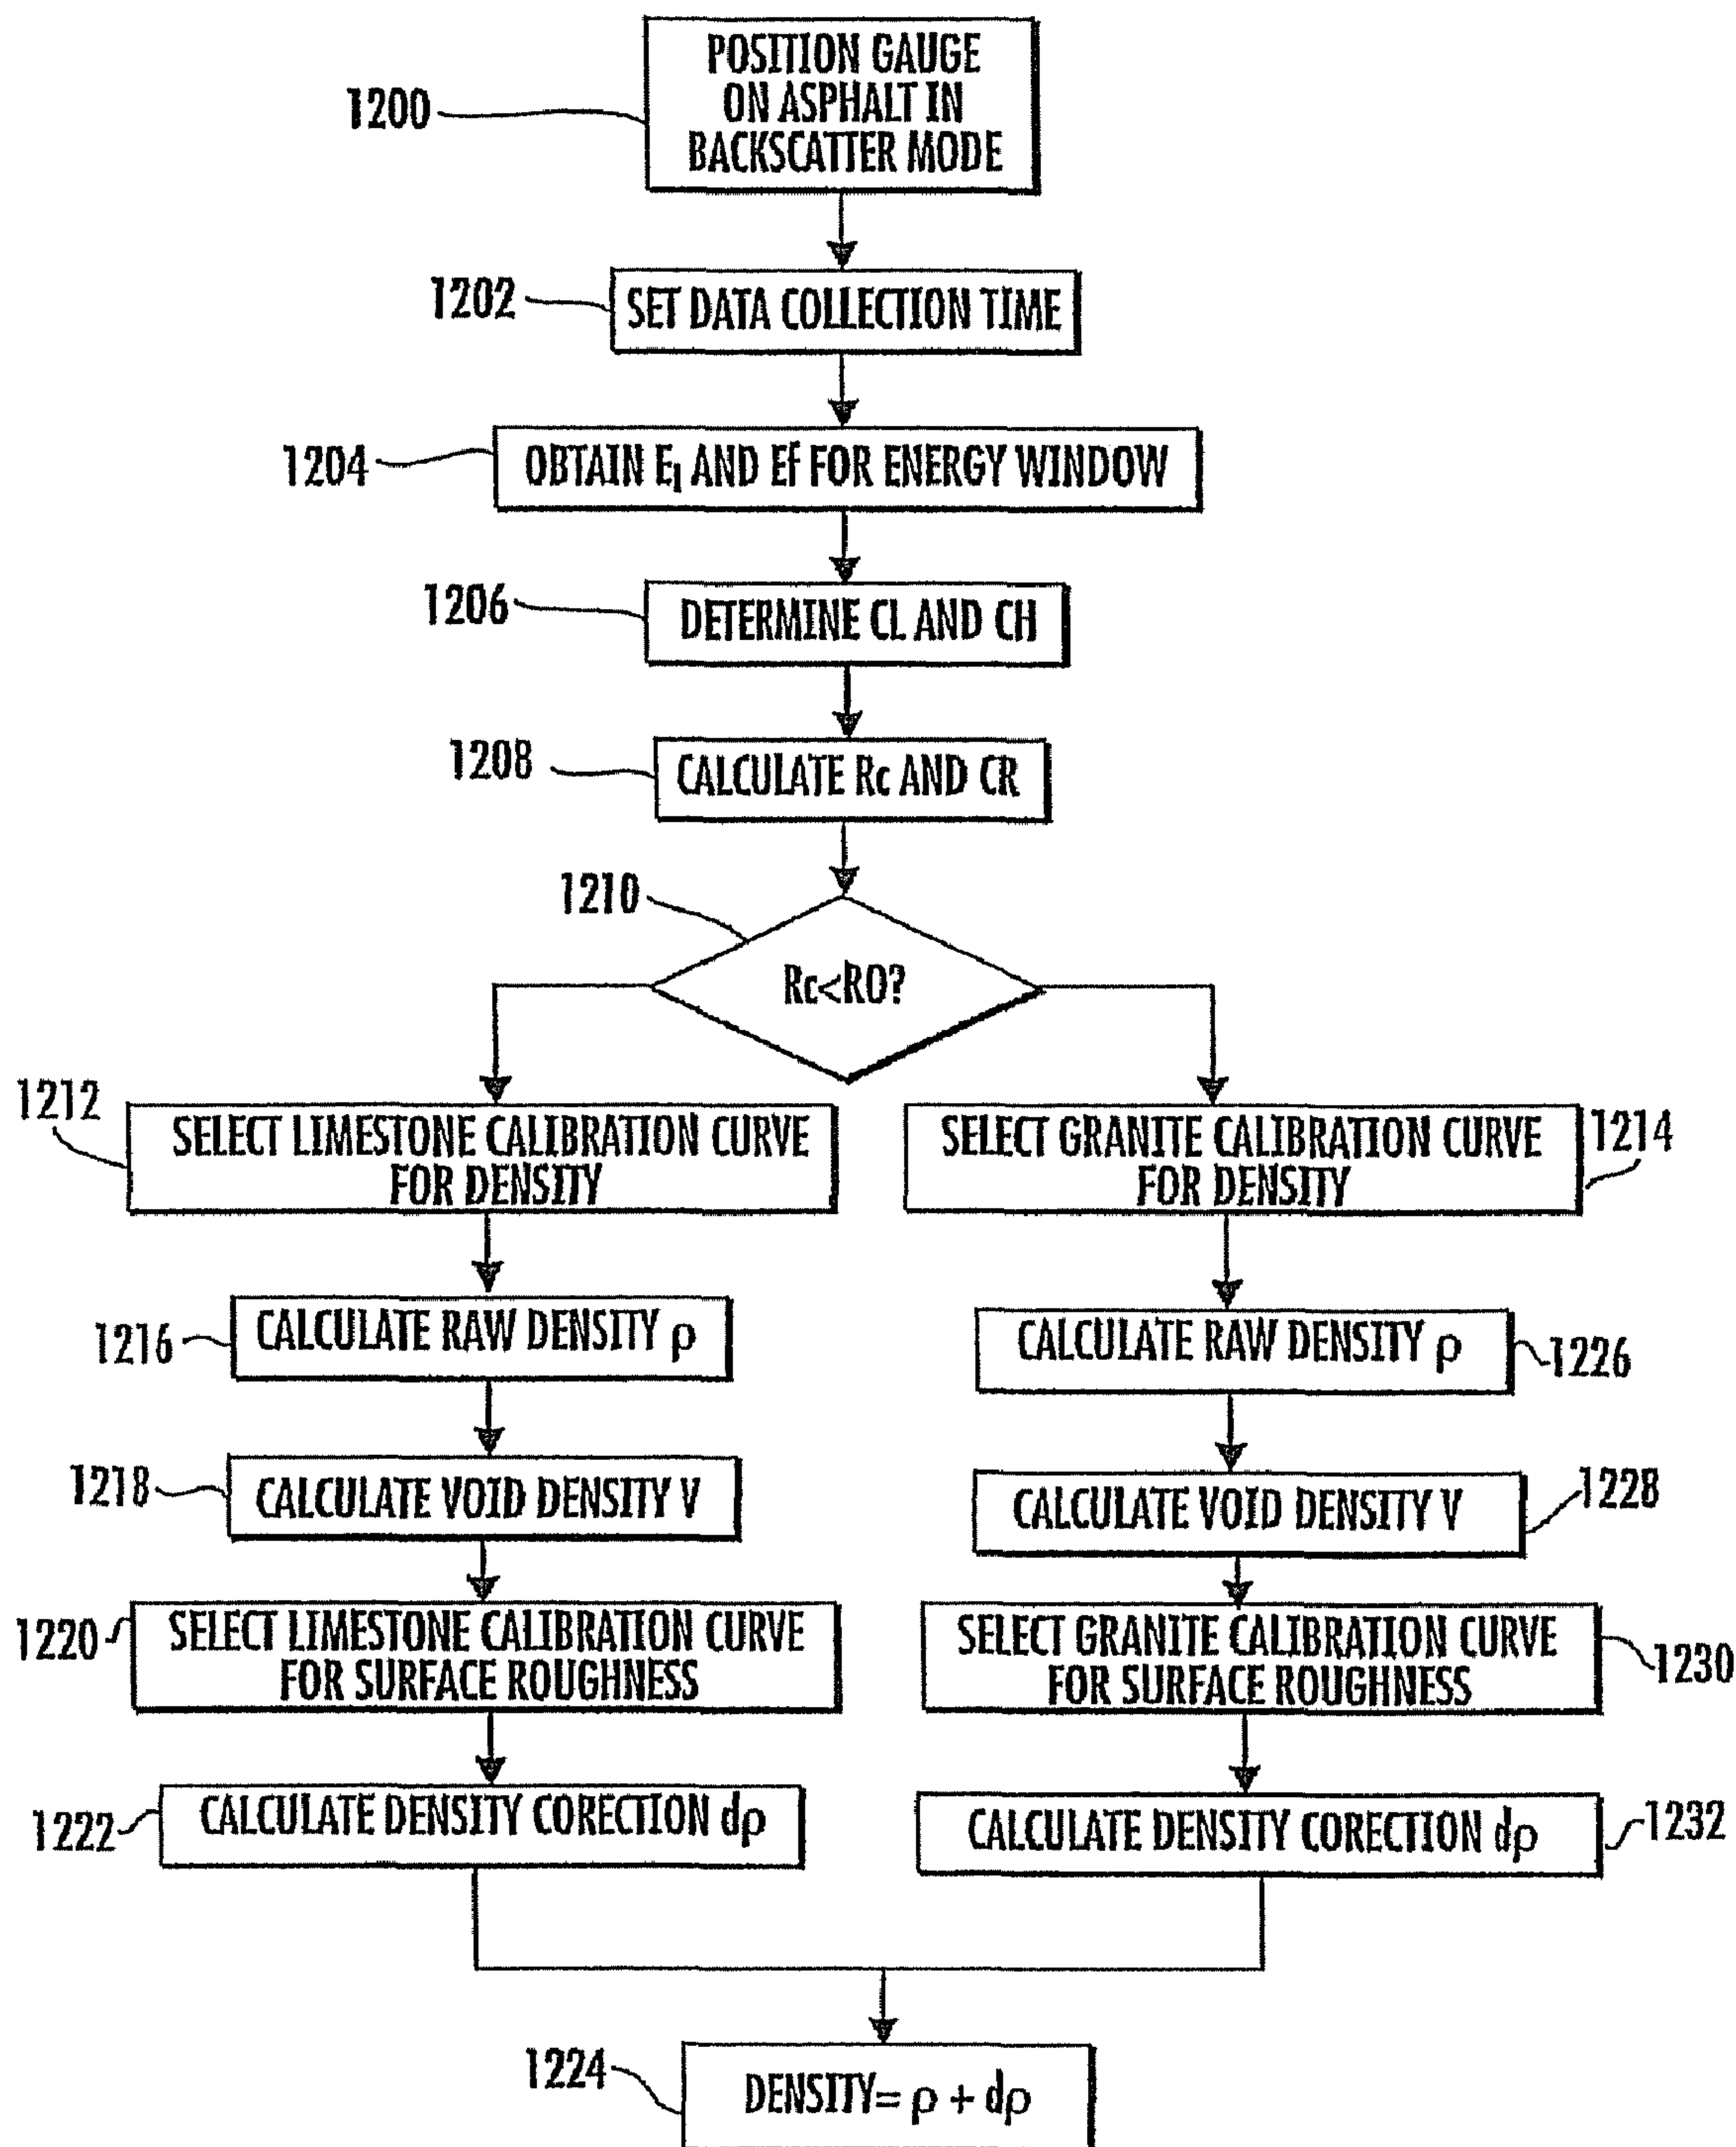 1200
POSITION GAUGE
ON ASPHALT IN
BACKSCATTER MODE
1202
SET DATA COLLECTION TIME
1204
OBTAIN El AND Ef FOR ENERGY WINDOW
1206
DETERMINE CL AND CH
1208
CALCULATE Rc AND CR
1210
Rc<RO?
1212
SELECT LIMESTONE CALIBRATION CURVE
FOR DENSITY
SELECT GRANITE CALIBRATION CURVE
FOR DENSITY
1214
1216
CALCULATE RAW DENSITY ρ
CALCULATE RAW DENSITY ρ
1226
1218
CALCULATE VOID DENSITY V
CALCULATE VOID DENSITY V
1228
1220
SELECT LIMESTONE CALIBRATION CURVE
FOR SURFACE ROUGHNESS
SELECT GRANITE CALIBRATION CURVE
FOR SURFACE ROUGHNESS
1230
1222
CALCULATE DENSITY CORECTION dρ
CALCULATE DENSITY CORECTION dρ
1232
1224
DENSITY= ρ + dρ